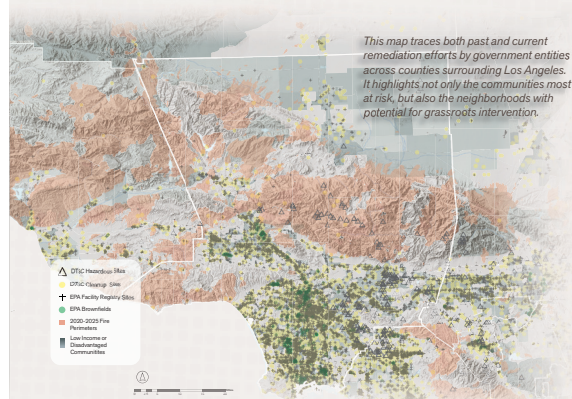 This map traces both past and current
remediation efforts by government entities
across counties surrounding Los Angeles.
It highlights not only the communities most
at risk, but also the neighborhoods with
potential for grassroots intervention.
DTSC Hazardous Sites
DTSC Cleanup Sites
EPA Facility Registry Sites
EPA Brownfields
2020-2025 Fire
Perimeters
Low Income or
Disadvantaged
Communitites